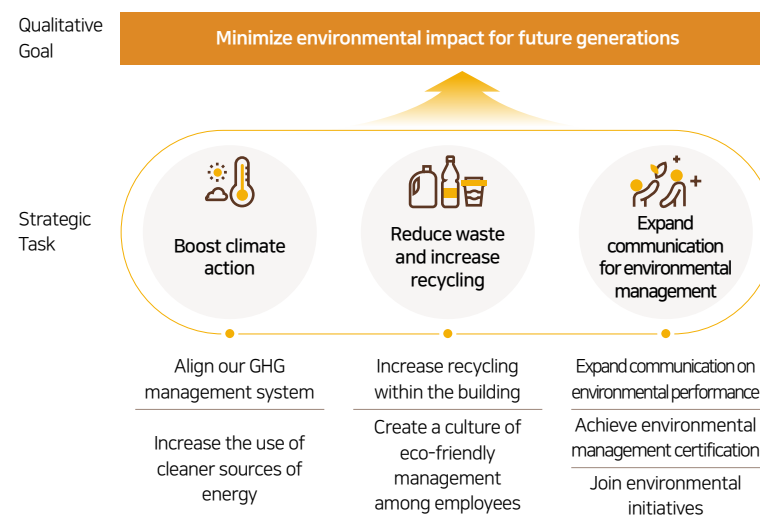 Qualitative
Goal
Minimize environmental impact for future generations
Strategic
Task
Boost climate
action
Reduce waste
and increase
recycling
Expand
communication
for environmental
management
Align our GHG
management system
Increase the use of
cleaner sources of
energy
Increase recycling
within the building
Create a culture of
eco-friendly
management
among employees
Expand communication on
environmental performance
Achieve environmental
management certification
Join environmental
initiatives